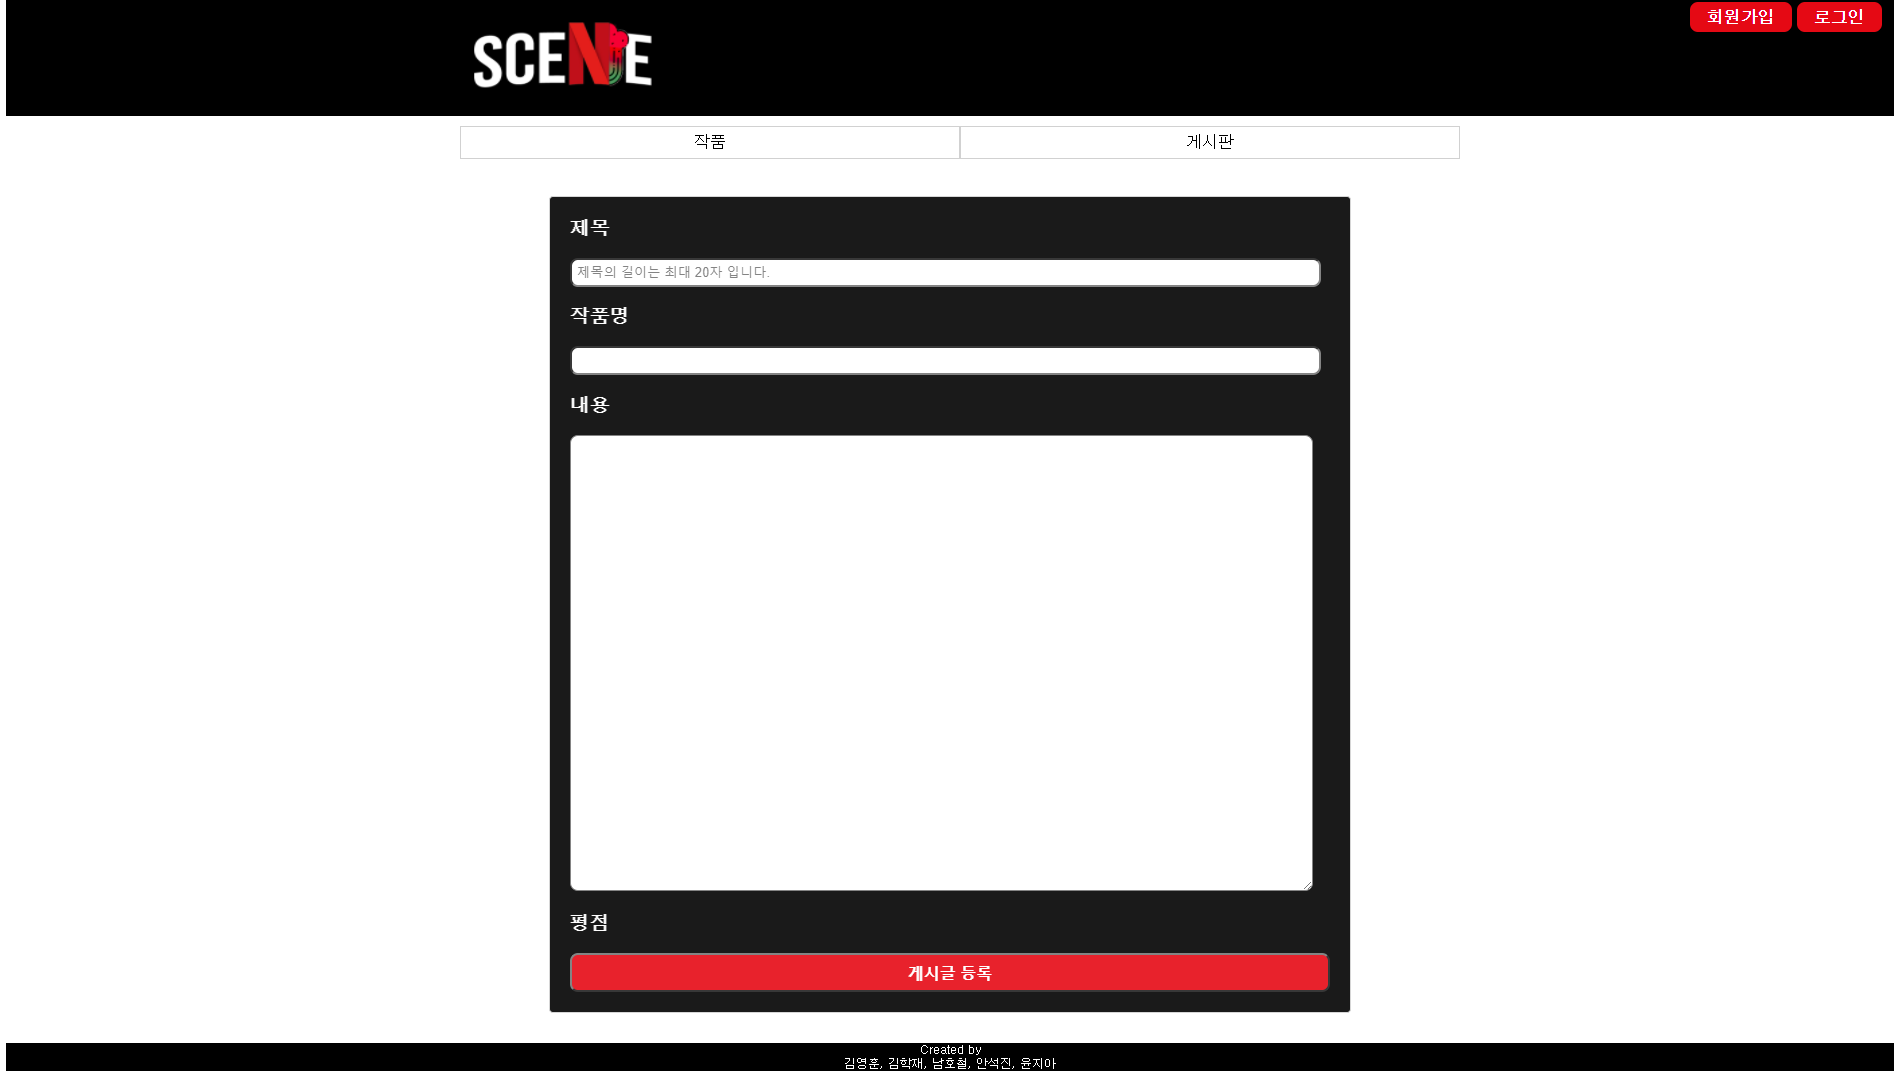 SCENE
회원가입 로그인
작품 게시판
제목
제목의 길이는 최대 20자 입니다.
작품명
내용
평점
게시글 등록
Created by
김영훈, 김학재, 남호철, 안석진, 윤지아